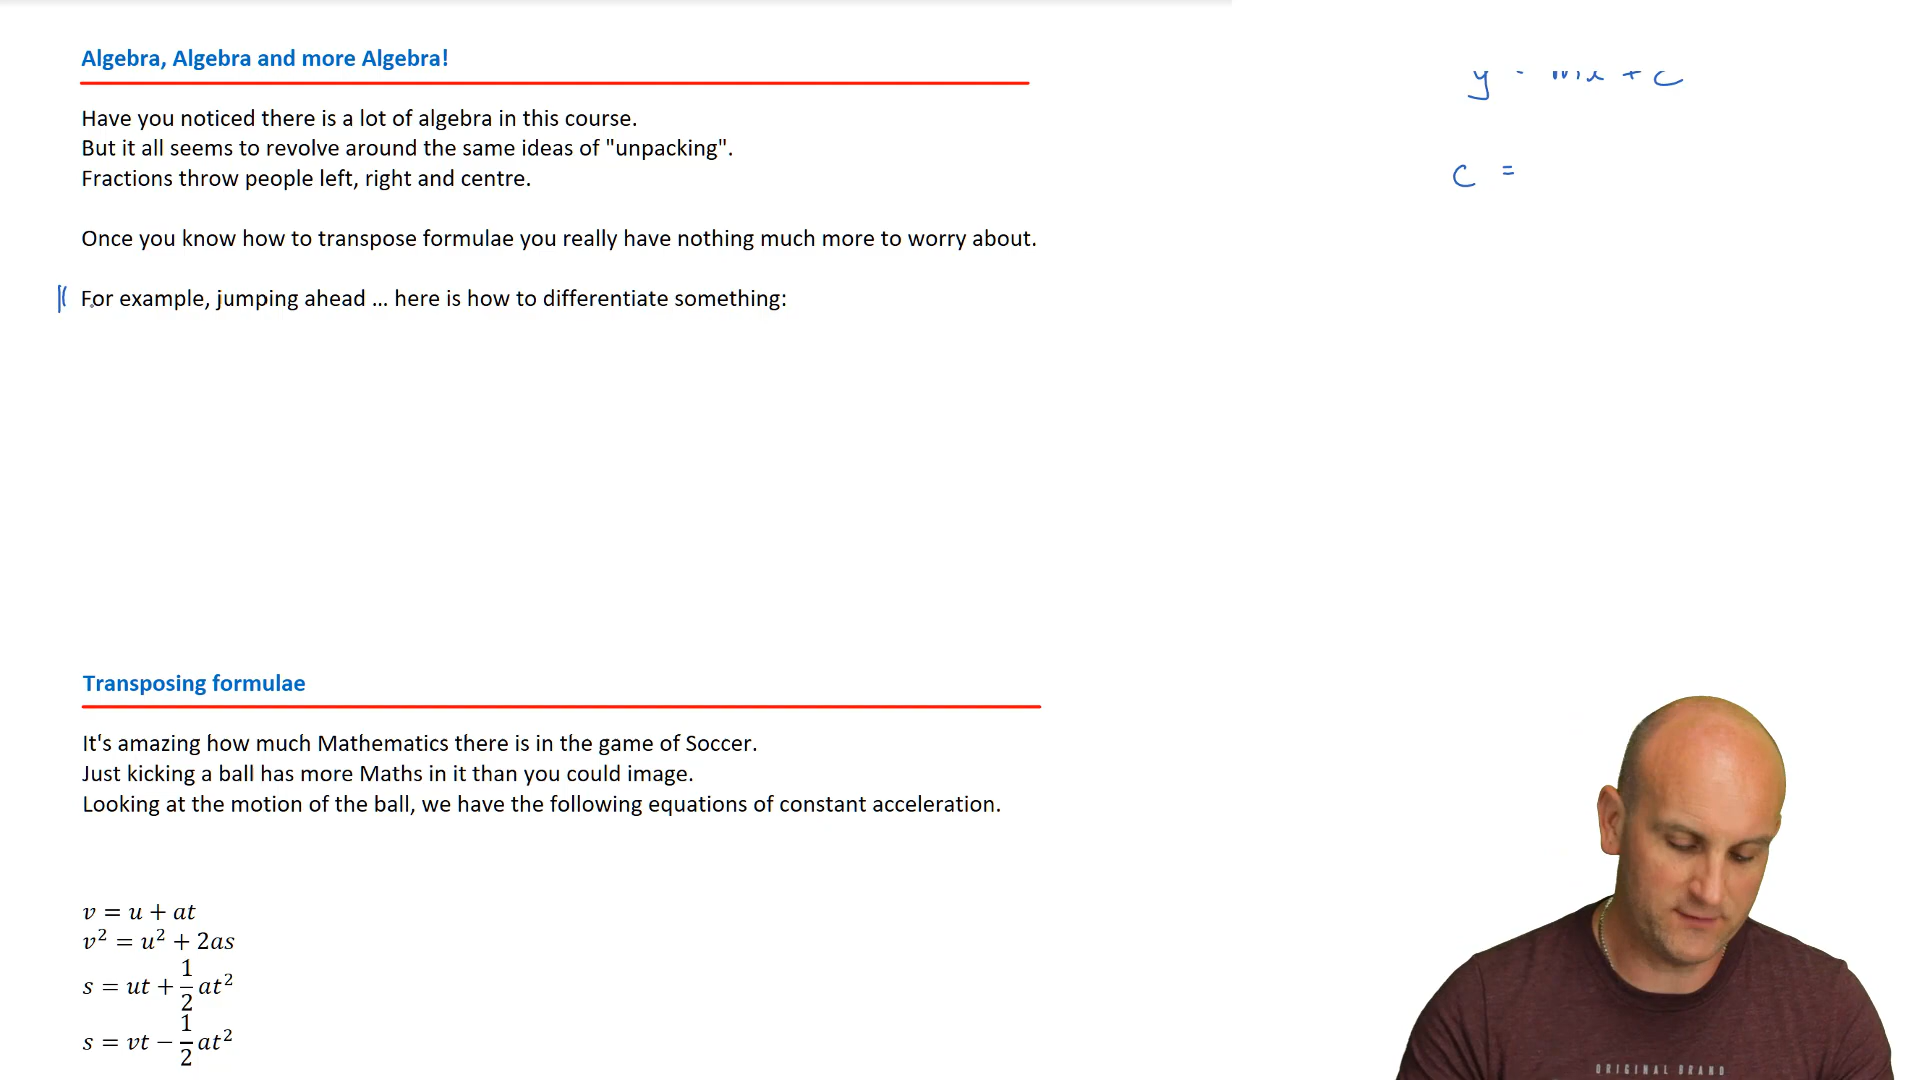 Algebra, Algebra and more Algebra!
y = mx + c
Have you noticed there is a lot of algebra in this course.
But it all seems to revolve around the same ideas of "unpacking".
Fractions throw people left, right and centre.
c =
Once you know how to transpose formulae you really have nothing much more to worry about.
For example, jumping ahead ... here is how to differentiate something:
Transposing formulae
It's amazing how much Mathematics there is in the game of Soccer.
Just kicking a ball has more Maths in it than you could image.
Looking at the motion of the ball, we have the following equations of constant acceleration.
v = u + at
v² = u² + 2as
s = ut + 1/2 at²
s = vt − 1/2 at²
ORIGINAL BRAND